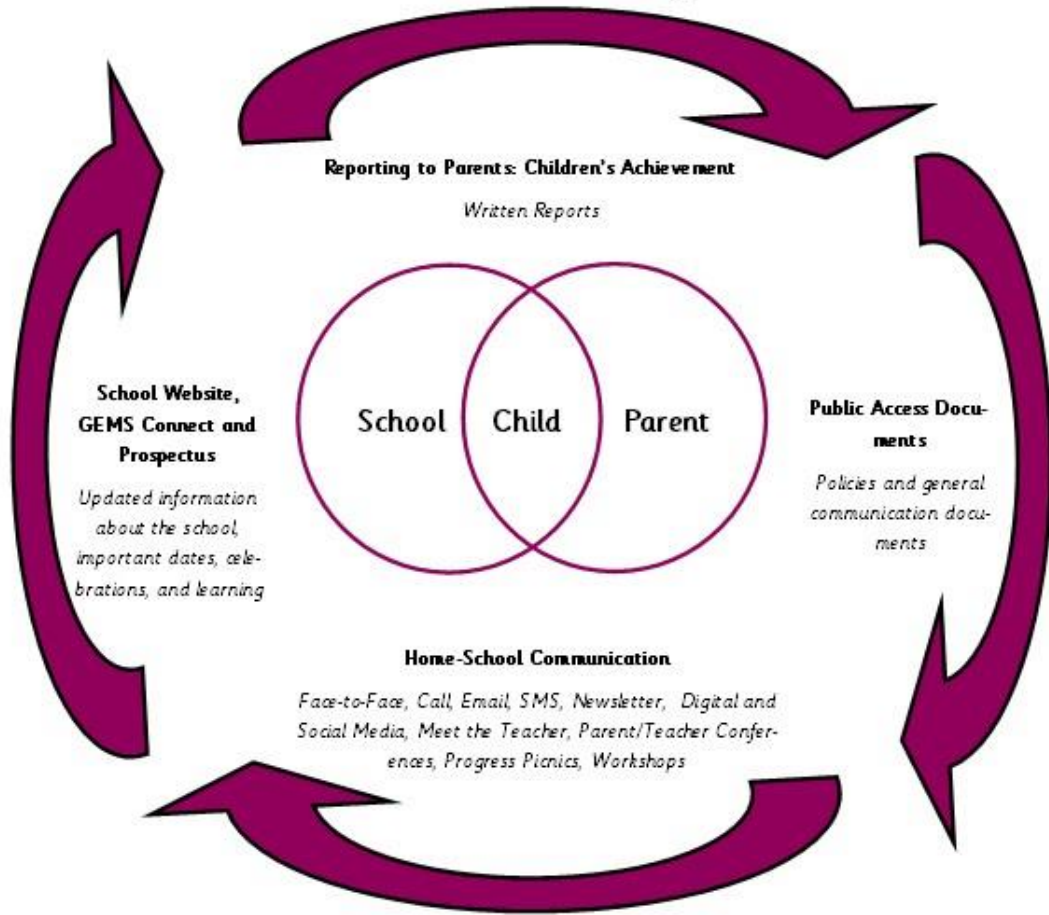 Reporting to Parents: Children's Achievement
Written Reports
School Website,
GEMS Connect and
Prospectus
Updated information
about the school,
important dates, cele-
brations, and learning
School
Child
Parent
Public Access Docu-
ments
Policies and general
communication docu-
ments
Home-School Communication
Face-to-Face, Call, Email, SMS, Newsletter, Digital and
Social Media, Meet the Teacher, Parent/Teacher Confer-
ences, Progress Picnics, Workshops